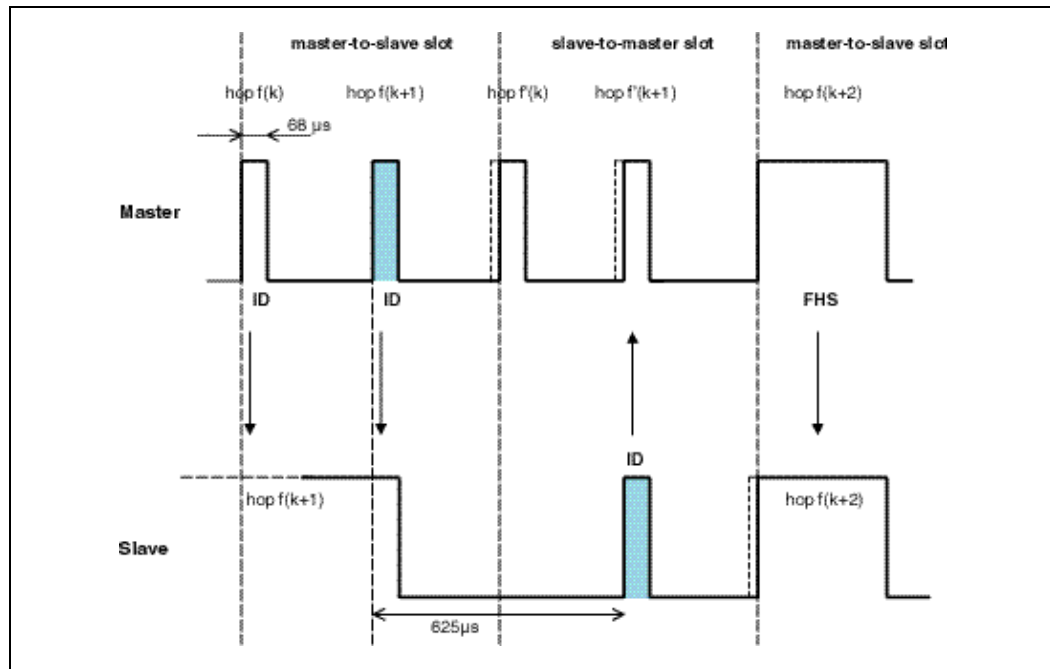 master-to-slave slot slave-to-master slot master-to-slave slot
hop f(k) hop f(k+1) hop f'(k) hop f'(k+1) hop f(k+2)
68 µs
Master
ID ID FHS
ID
hop f(k+1) hop f(k+2)
Slave
625µs